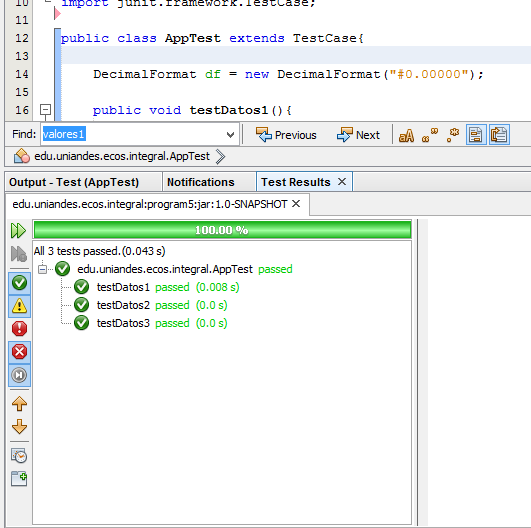 10 import junit.framework.TestCase;
11
12 public class AppTest extends TestCase{
13
14 DecimalFormat df = new DecimalFormat("#0.00000");
15
16 public void testDatos1(){
Find: valores1 Previous Next
edu.uniandes.ecos.integral.AppTest
Output - Test (AppTest) Notifications Test Results
edu.uniandes.ecos.integral:program5:jar:1.0-SNAPSHOT
100.00 %
All 3 tests passed.(0.043 s)
edu.uniandes.ecos.integral.AppTest passed
testDatos1 passed (0.008 s)
testDatos2 passed (0.0 s)
testDatos3 passed (0.0 s)